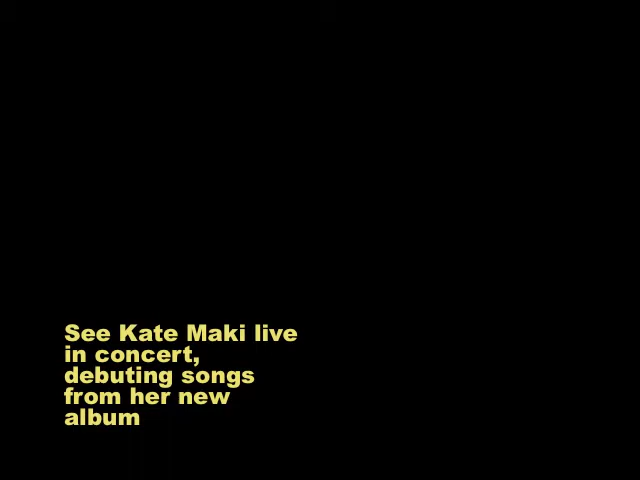 See Kate Maki live
in concert,
debuting songs
from her new
album